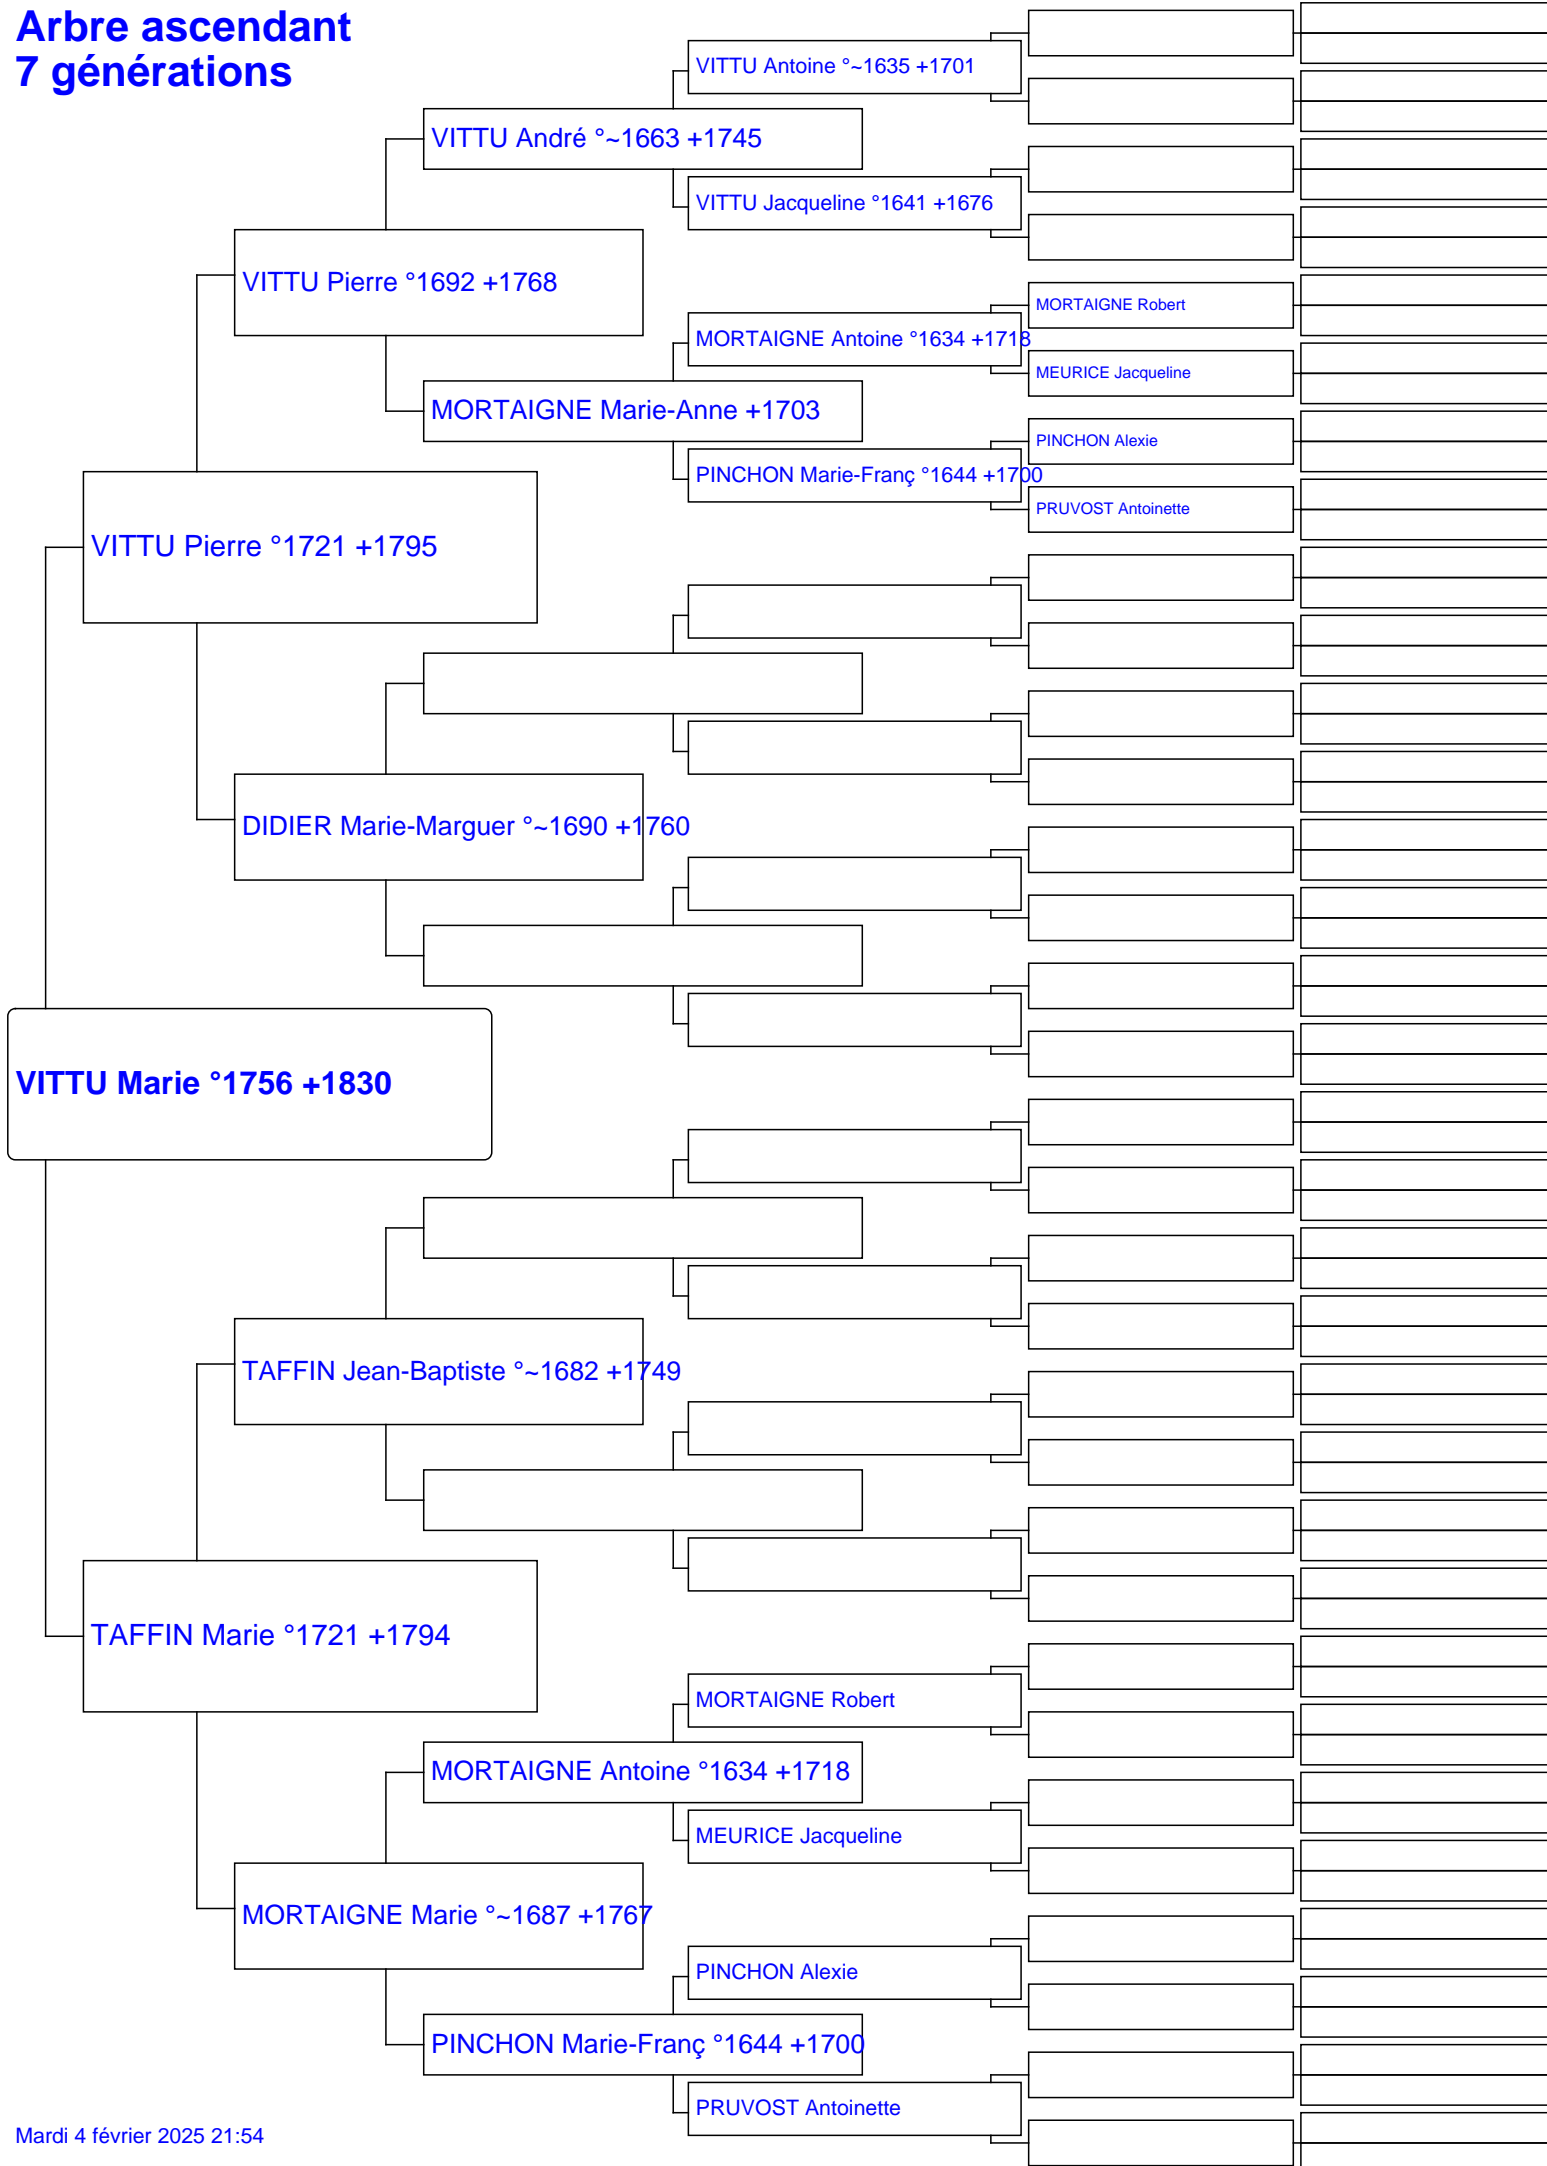 Arbre ascendant
7 générations
VITTU Antoine °~1635 +1701
VITTU André °~1663 +1745
VITTU Jacqueline °1641 +1676
VITTU Pierre °1692 +1768
MORTAIGNE Robert
MORTAIGNE Antoine °1634 +1718
MEURICE Jacqueline
MORTAIGNE Marie-Anne +1703
PINCHON Alexie
PINCHON Marie-Franç °1644 +1700
PRUVOST Antoinette
VITTU Pierre °1721 +1795
DIDIER Marie-Marguer °~1690 +1760
VITTU Marie °1756 +1830
TAFFIN Jean-Baptiste °~1682 +1749
TAFFIN Marie °1721 +1794
MORTAIGNE Robert
MORTAIGNE Antoine °1634 +1718
MEURICE Jacqueline
MORTAIGNE Marie °~1687 +1767
PINCHON Alexie
PINCHON Marie-Franç °1644 +1700
PRUVOST Antoinette
Mardi 4 février 2025 21:54